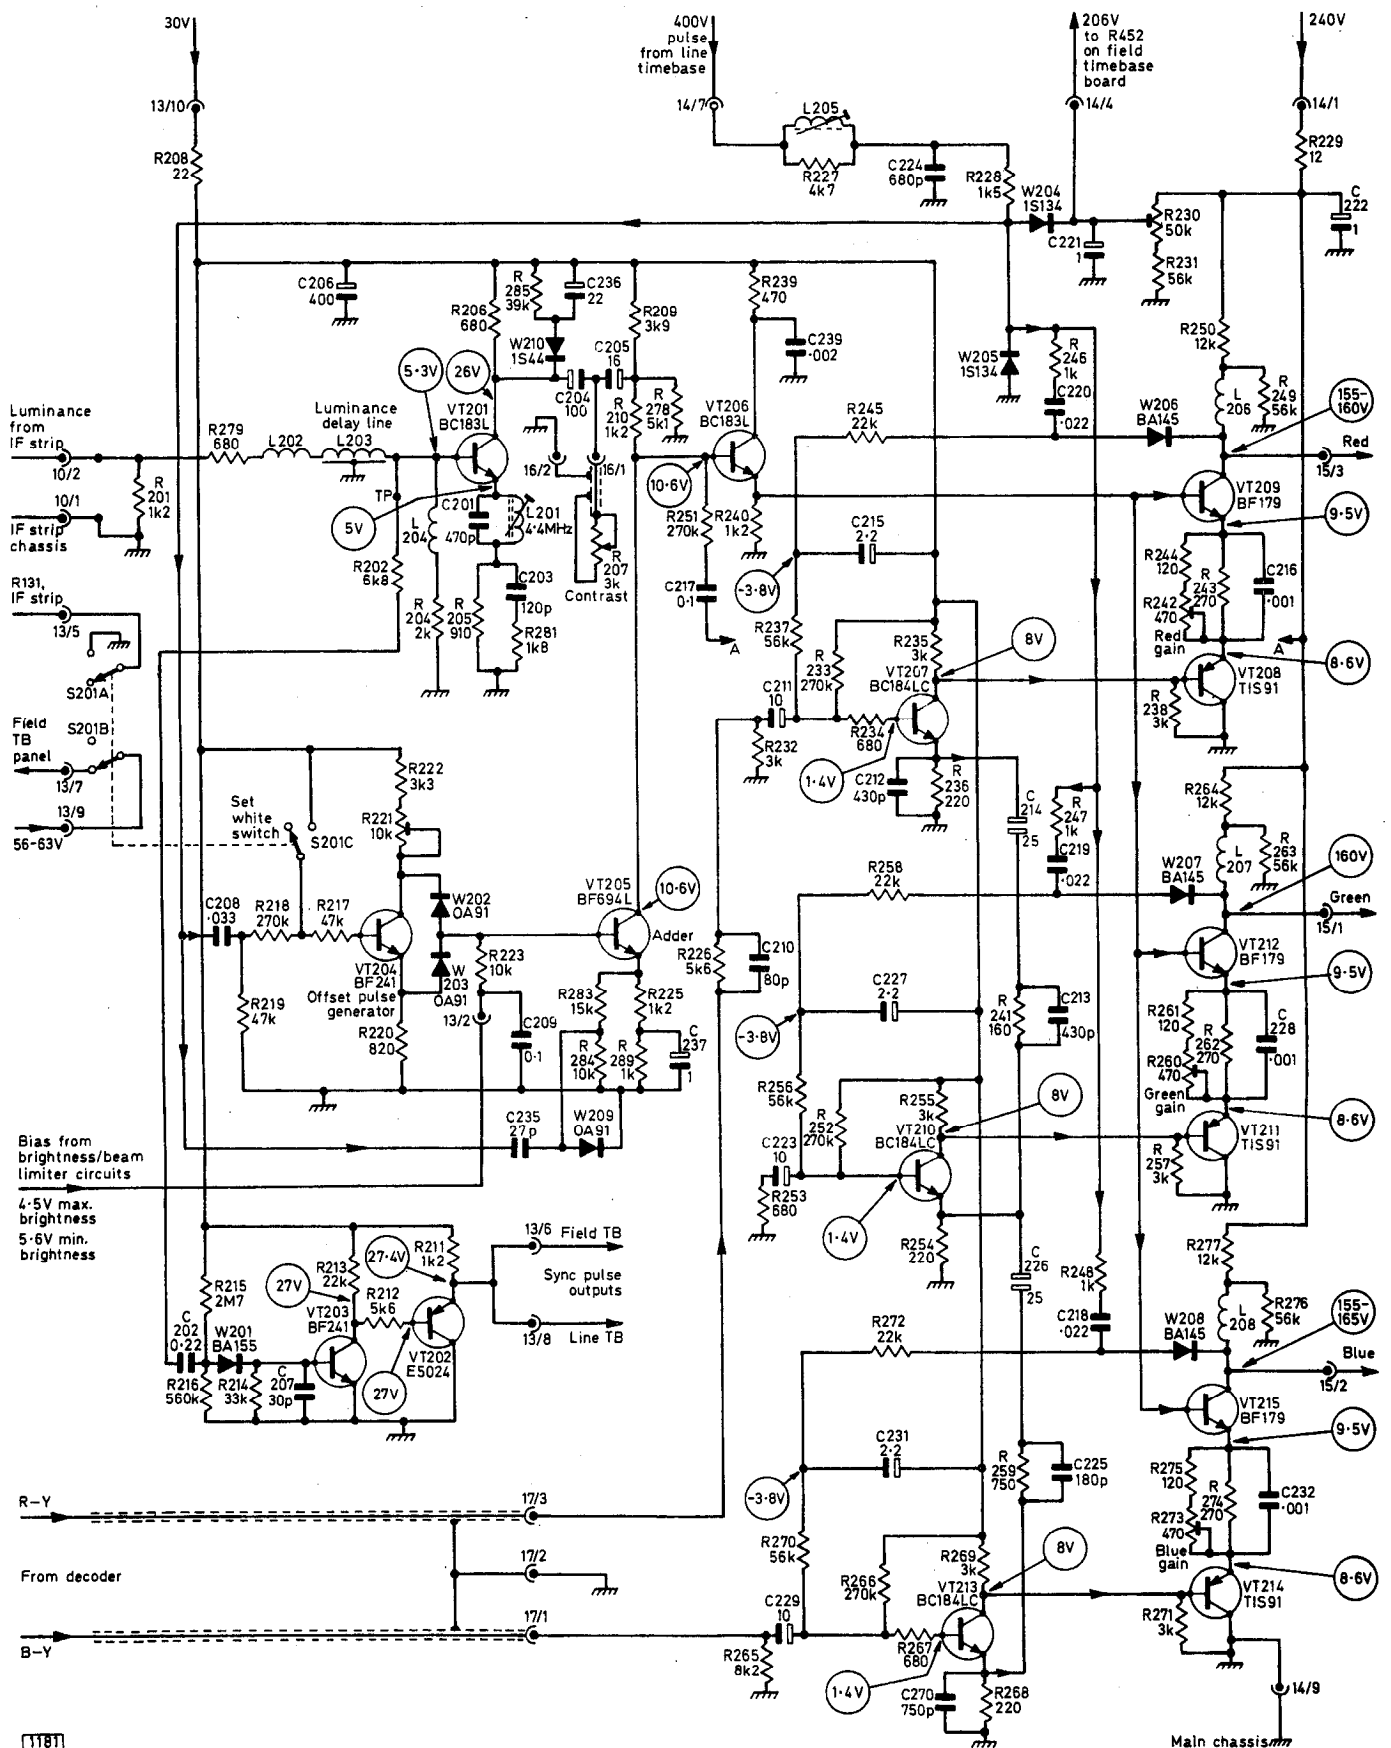 30V
400V
pulse
from line
timebase
206V
to R452
on field
timebase
board
240V
13/10
14/7
L205
14/4
14/1
R208
22
R227
4k7
C224
680p
R228
1k5
W204
1S134
R229
12
C
222
1
C221
1
R230
50k
R231
56k
C206
400
R206
680
R
285
39k
C236
22
R209
3k9
R239
470
C239
·002
W210
1S44
C205
16
W205
1S134
R
246
1k
C220
·022
R250
12k
L
206
R
249
56k
155-
160V
5·3V
26V
C204
100
R
210
1k2
R
278
5k1
VT206
BC183L
R245
22k
W206
BA145
Luminance
from
IF strip
10/2
R279
680
L202
Luminance
delay line
L203
VT201
BC183L
16/2
16/1
10·6V
Red
15/3
10/1
IF strip
chassis
R
201
1k2
TP
5V
C201
470p
L201
4·4MHz
L
204
R251
270k
R240
1k2
C215
2·2
VT209
BF179
9·5V
R202
6k8
C203
120p
R
207
3k
Contrast
C217
0·1
A
-3·8V
R244
120
R
243
270
C216
·001
R242
470
Red
gain
A
R131,
IF strip
13/5
R
204
2k
R
205
910
R281
1k8
R237
56k
R
233
270k
R235
3k
8V
8·6V
S201A
VT207
BC184LC
VT208
TIS91
Field
TB
panel
S201B
13/7
C211
10
R232
3k
R234
680
R
238
3k
1·4V
C212
430p
R
236
220
C
214
25
R222
3k3
R264
12k
13/9
56-63V
Set
white
switch
S201C
R221
10k
R
247
1k
C219
·022
L
207
R
263
56k
160V
R258
22k
W207
BA145
C208
·033
R218
270k
R217
47k
W202
OA91
VT205
BF694L
10·6V
Adder
Green
15/1
VT204
BF241
Offset pulse
generator
W
203
OA91
R223
10k
R226
5k6
C210
80p
VT212
BF179
9·5V
R219
47k
R220
820
13/2
C209
0·1
R283
15k
R225
1k2
C227
2·2
R
241
160
C213
430p
R261
120
R
262
270
C
228
·001
R
284
10k
R
289
1k
C
237
1
-3·8V
R260
470
Green
gain
R256
56k
R
252
270k
R255
3k
8V
8·6V
Bias from
brightness/beam
limiter circuits
4·5V max.
brightness
5·6V min.
brightness
C235
27p
W209
OA91
VT210
BC184LC
VT211
TIS91
C223
10
R253
680
R
257
3k
1·4V
R254
220
C
226
25
R277
12k
13/6
Field TB
R211
1k2
27·4V
Sync pulse
outputs
R248
1k
C218
·022
L
208
R276
56k
155-
165V
R215
2M7
27V
R213
22k
R212
5k6
VT203
BF241
13/8
Line TB
R272
22k
W208
BA145
C
202
0·22
W201
BA155
VT202
E5024
Blue
15/2
R216
560k
R214
33k
C
207
30p
27V
VT215
BF179
9·5V
C231
2·2
R
259
750
C225
180p
R275
120
R
274
270
C232
·001
R-Y
17/3
-3·8V
R273
470
Blue
gain
R270
56k
R266
270k
R269
3k
8V
From decoder
17/2
VT213
BC184LC
8·6V
VT214
TIS91
B-Y
17/1
C229
10
R265
8k2
R267
680
R271
3k
1·4V
C270
750p
R268
220
14/9
1181
Main chassis